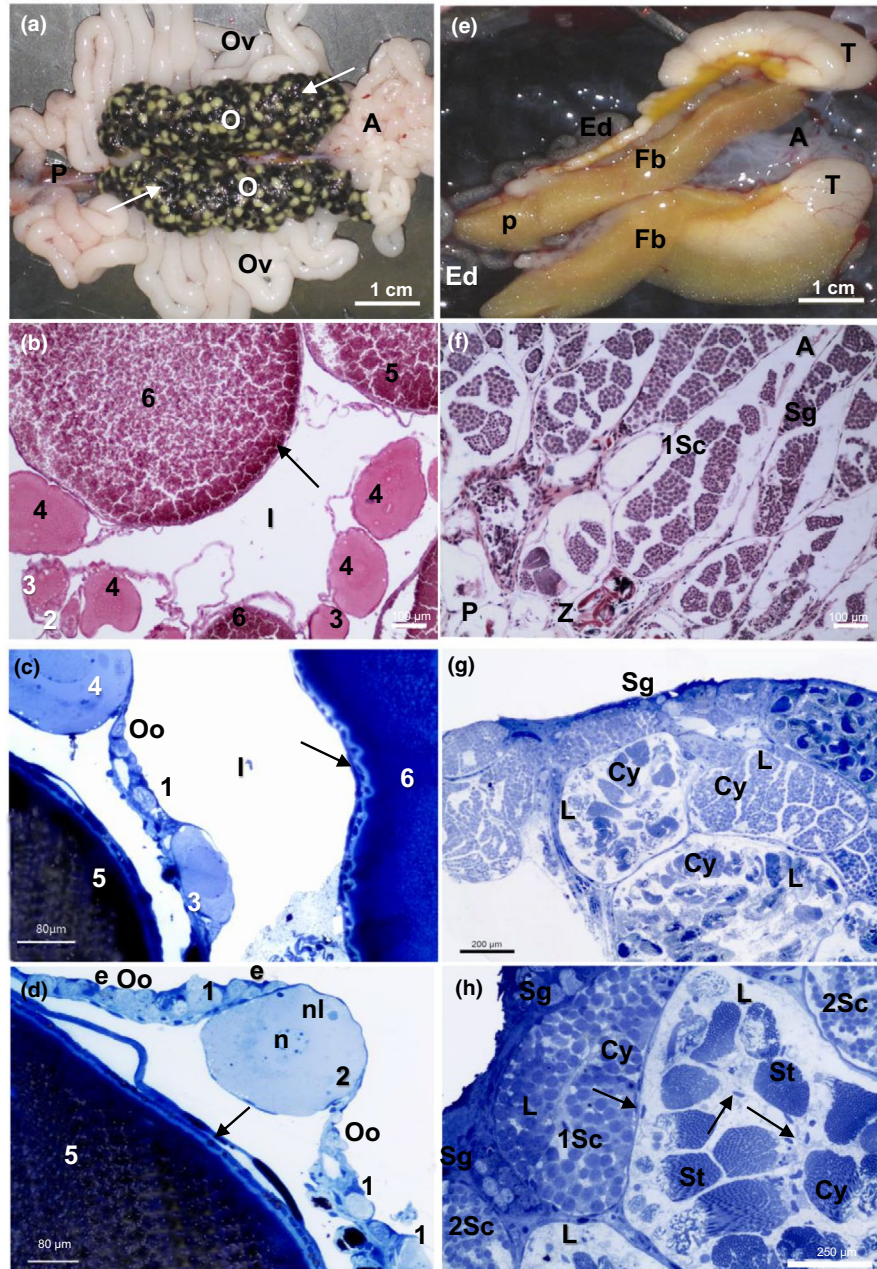 (a)
Ov
O
A
P
O
Ov
1 cm
(e)
T
Ed
A
Fb
T
p
Fb
Ed
1 cm
(b)
5
6
4
l
4
4
3
4
2
6
3
100 µm
(f)
A
Sg
1Sc
P
Z
100 µm
(c)
4
Oo
l
1
6
5
3
80µm
(g)
Sg
L
Cy
Cy
L
Cy
L
200 µm
(d)
e
Oo
e
1
nl
n
2
Oo
5
1
1
80 µm
(h)
Sg
L
2Sc
Cy
St
L
1Sc
Sg
St
Cy
2Sc
L
250 µm